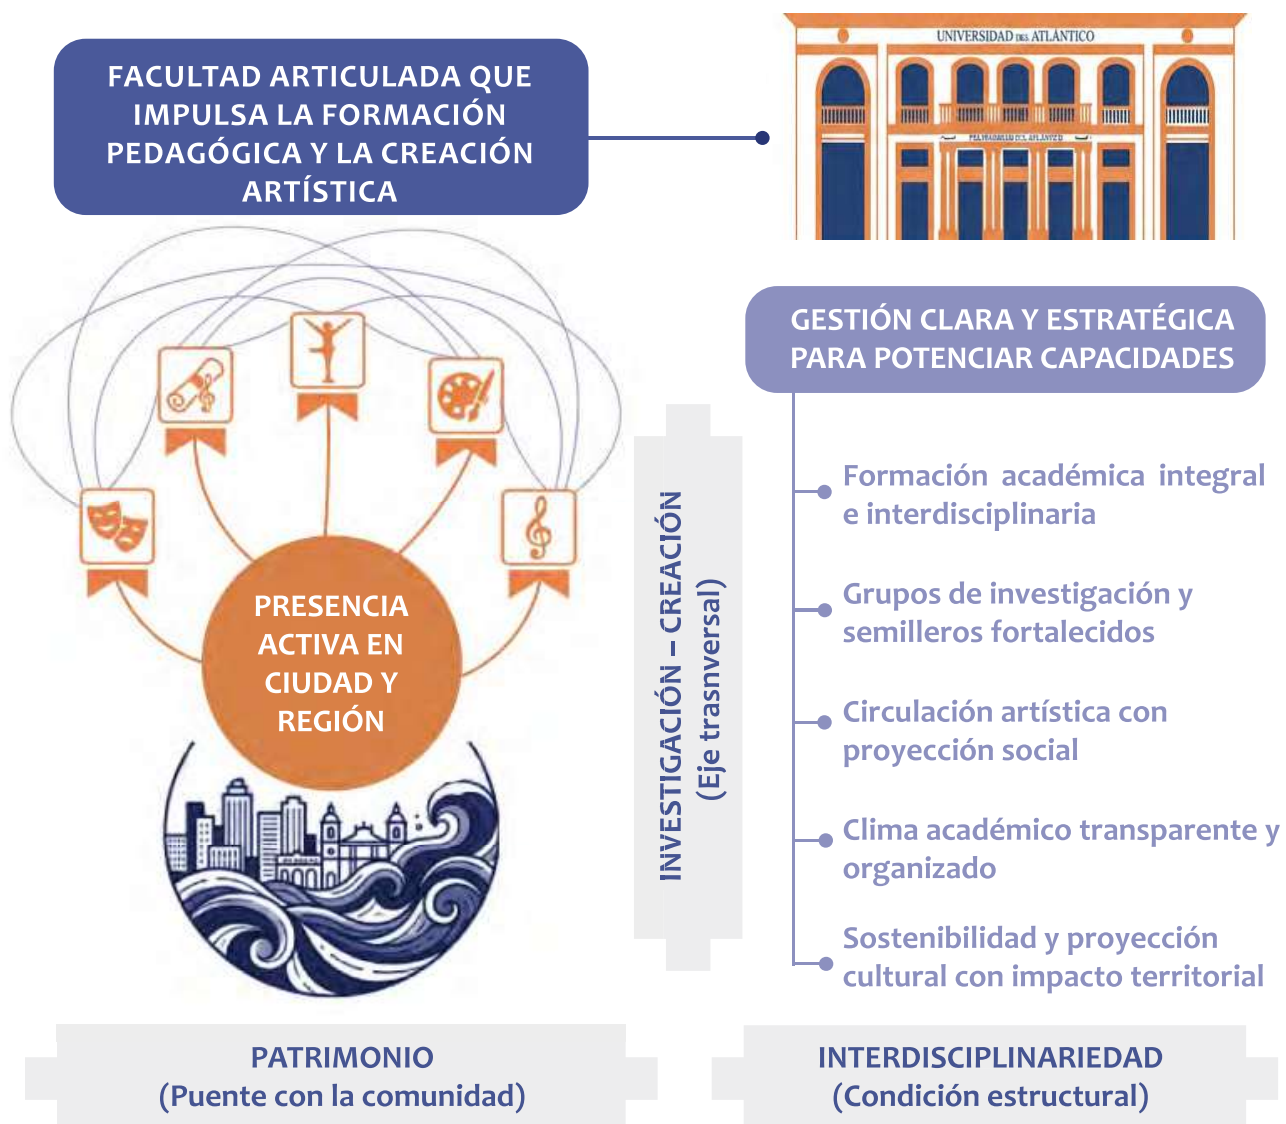 FACULTAD ARTICULADA QUE
IMPULSA LA FORMACIÓN
PEDAGÓGICA Y LA CREACIÓN
ARTÍSTICA
UNIVERSIDAD DEL ATLÁNTICO
GESTIÓN CLARA Y ESTRATÉGICA
PARA POTENCIAR CAPACIDADES
Formación académica integral
e interdisciplinaria
Grupos de investigación y
semilleros fortalecidos
Circulación artística con
proyección social
Clima académico transparente y
organizado
Sostenibilidad y proyección
cultural con impacto territorial
PRESENCIA
ACTIVA EN
CIUDAD Y
REGIÓN
INVESTIGACIÓN – CREACIÓN
(Eje trasnversal)
PATRIMONIO
(Puente con la comunidad)
INTERDISCIPLINARIEDAD
(Condición estructural)